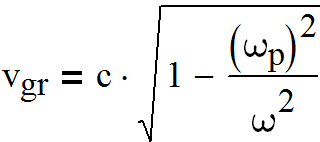 v_gr = c · √(1 − (ω_p)² / ω²)